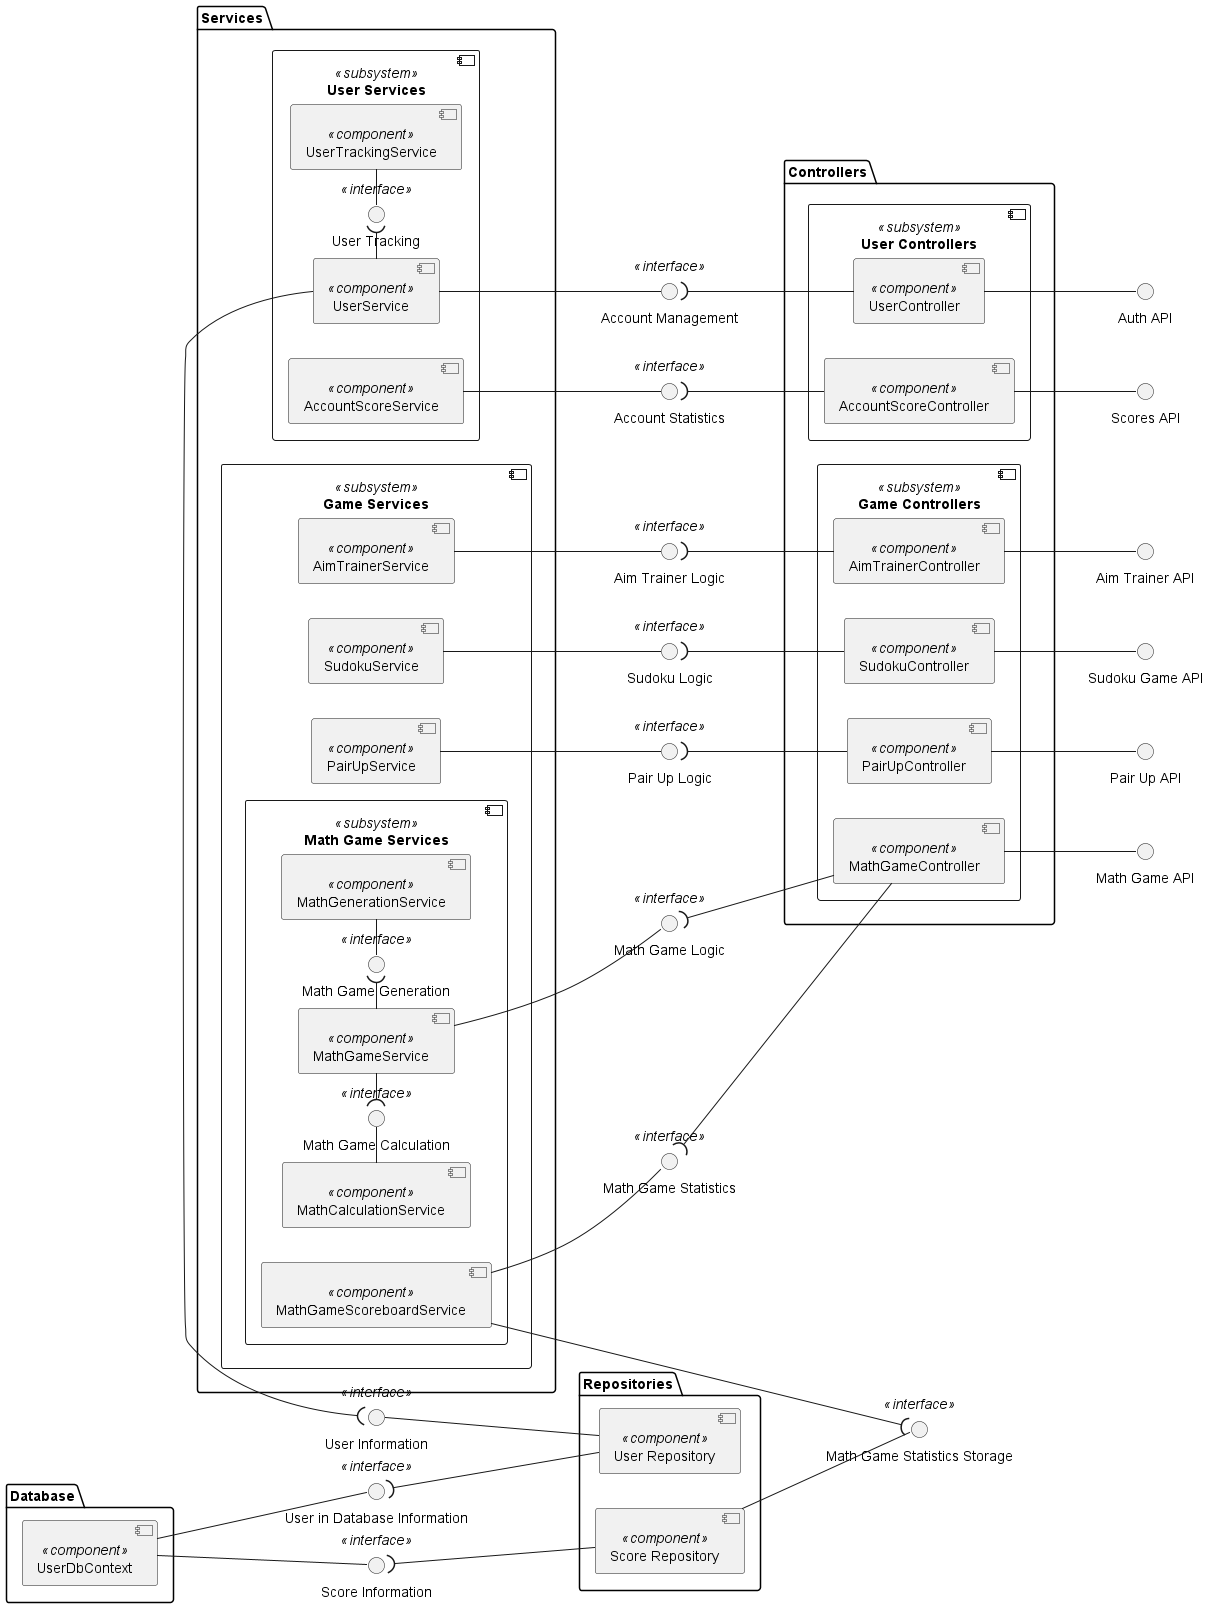 Services
«subsystem»
User Services
«component»
UserTrackingService
«interface»
User Tracking
«component»
UserService
«component»
AccountScoreService
«interface»
Account Management
«interface»
Account Statistics
Controllers
«subsystem»
User Controllers
«component»
UserController
«component»
AccountScoreController
Auth API
Scores API
«subsystem»
Game Services
«component»
AimTrainerService
«component»
SudokuService
«component»
PairUpService
«interface»
Aim Trainer Logic
«interface»
Sudoku Logic
«interface»
Pair Up Logic
«subsystem»
Game Controllers
«component»
AimTrainerController
«component»
SudokuController
«component»
PairUpController
«component»
MathGameController
Aim Trainer API
Sudoku Game API
Pair Up API
Math Game API
«subsystem»
Math Game Services
«component»
MathGenerationService
«interface»
Math Game Generation
«component»
MathGameService
«interface»
Math Game Calculation
«component»
MathCalculationService
«component»
MathGameScoreboardService
«interface»
Math Game Logic
«interface»
Math Game Statistics
«interface»
User Information
«interface»
User in Database Information
«interface»
Score Information
Repositories
«component»
User Repository
«component»
Score Repository
«interface»
Math Game Statistics Storage
Database
«component»
UserDbContext